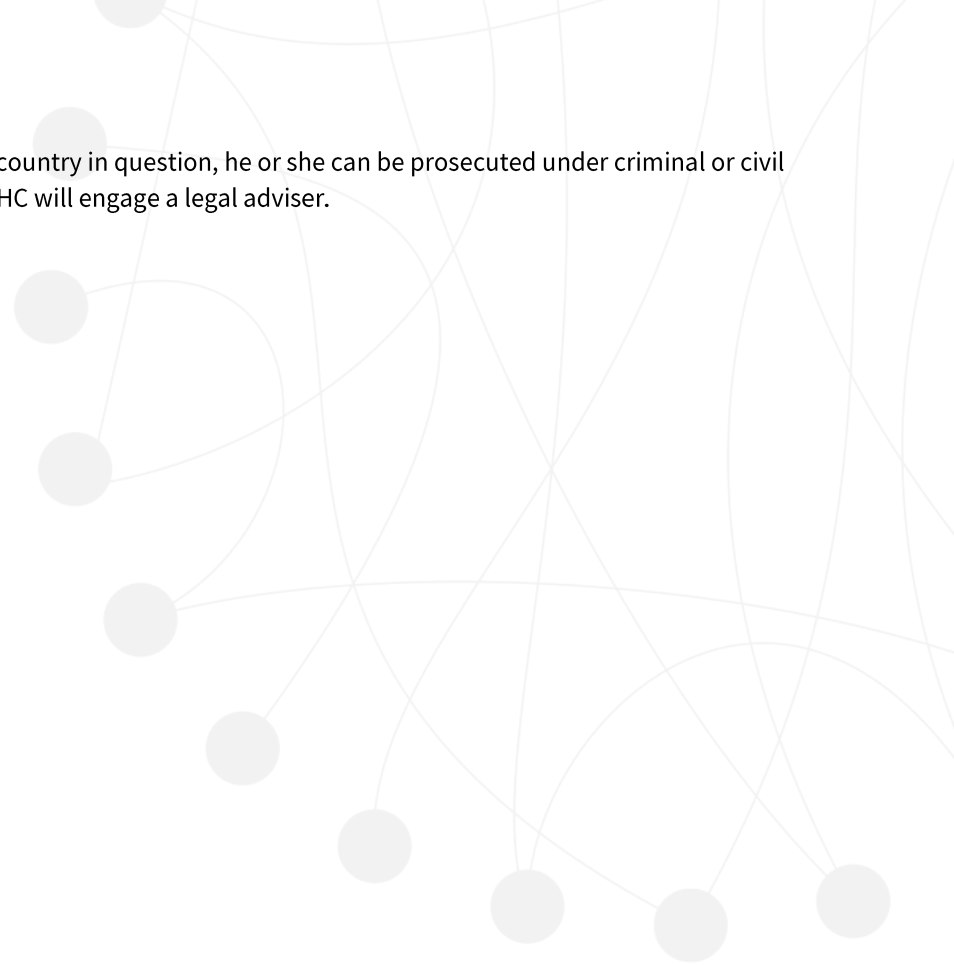 country in question, he or she can be prosecuted under criminal or civil
HC will engage a legal adviser.